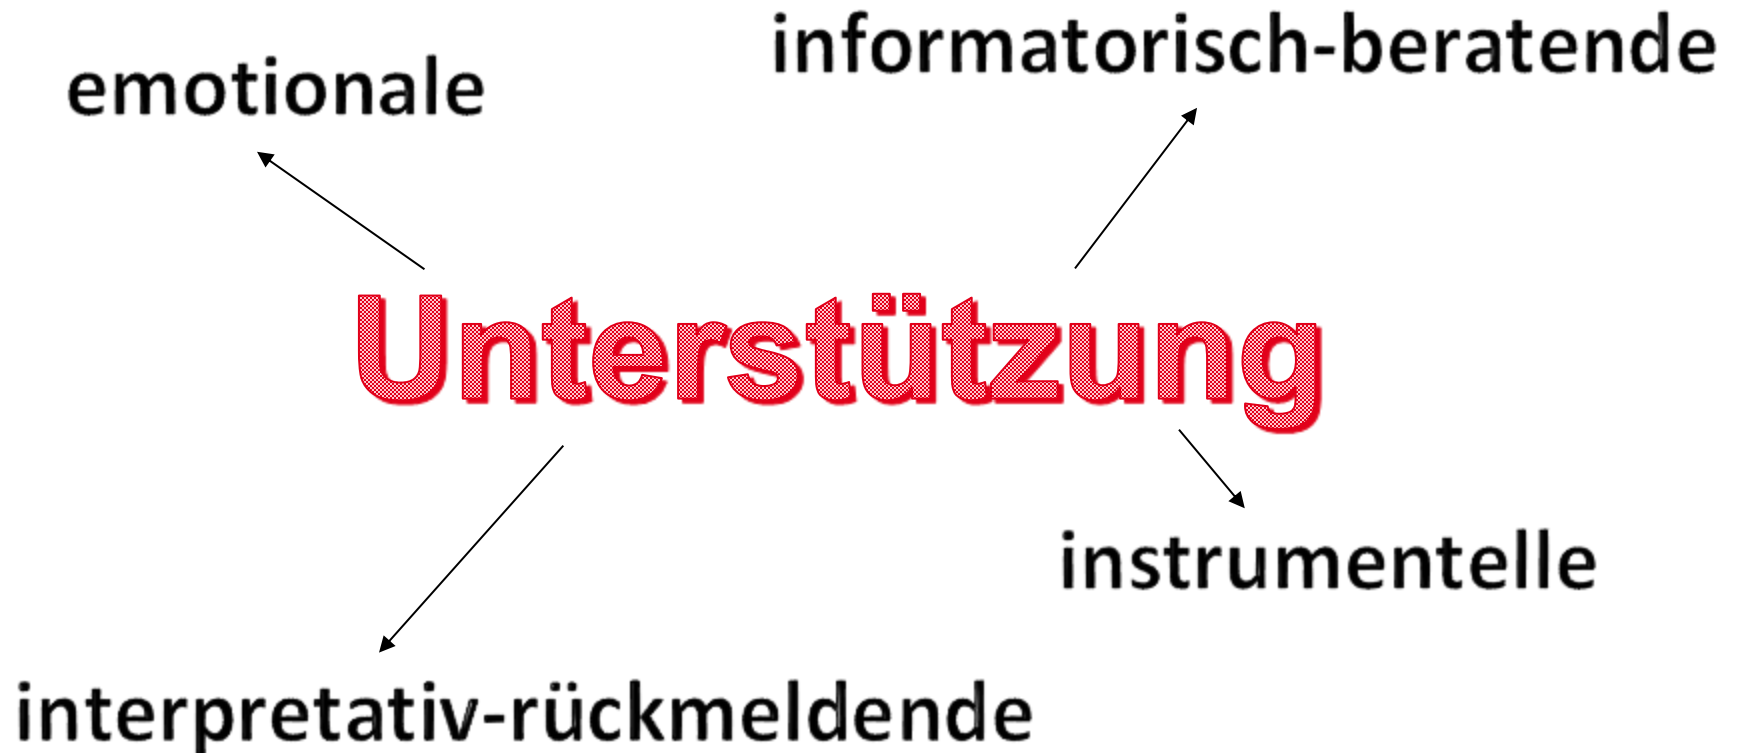 emotionale
informatorisch-beratende
Unterstützung
instrumentelle
interpretativ-rückmeldende